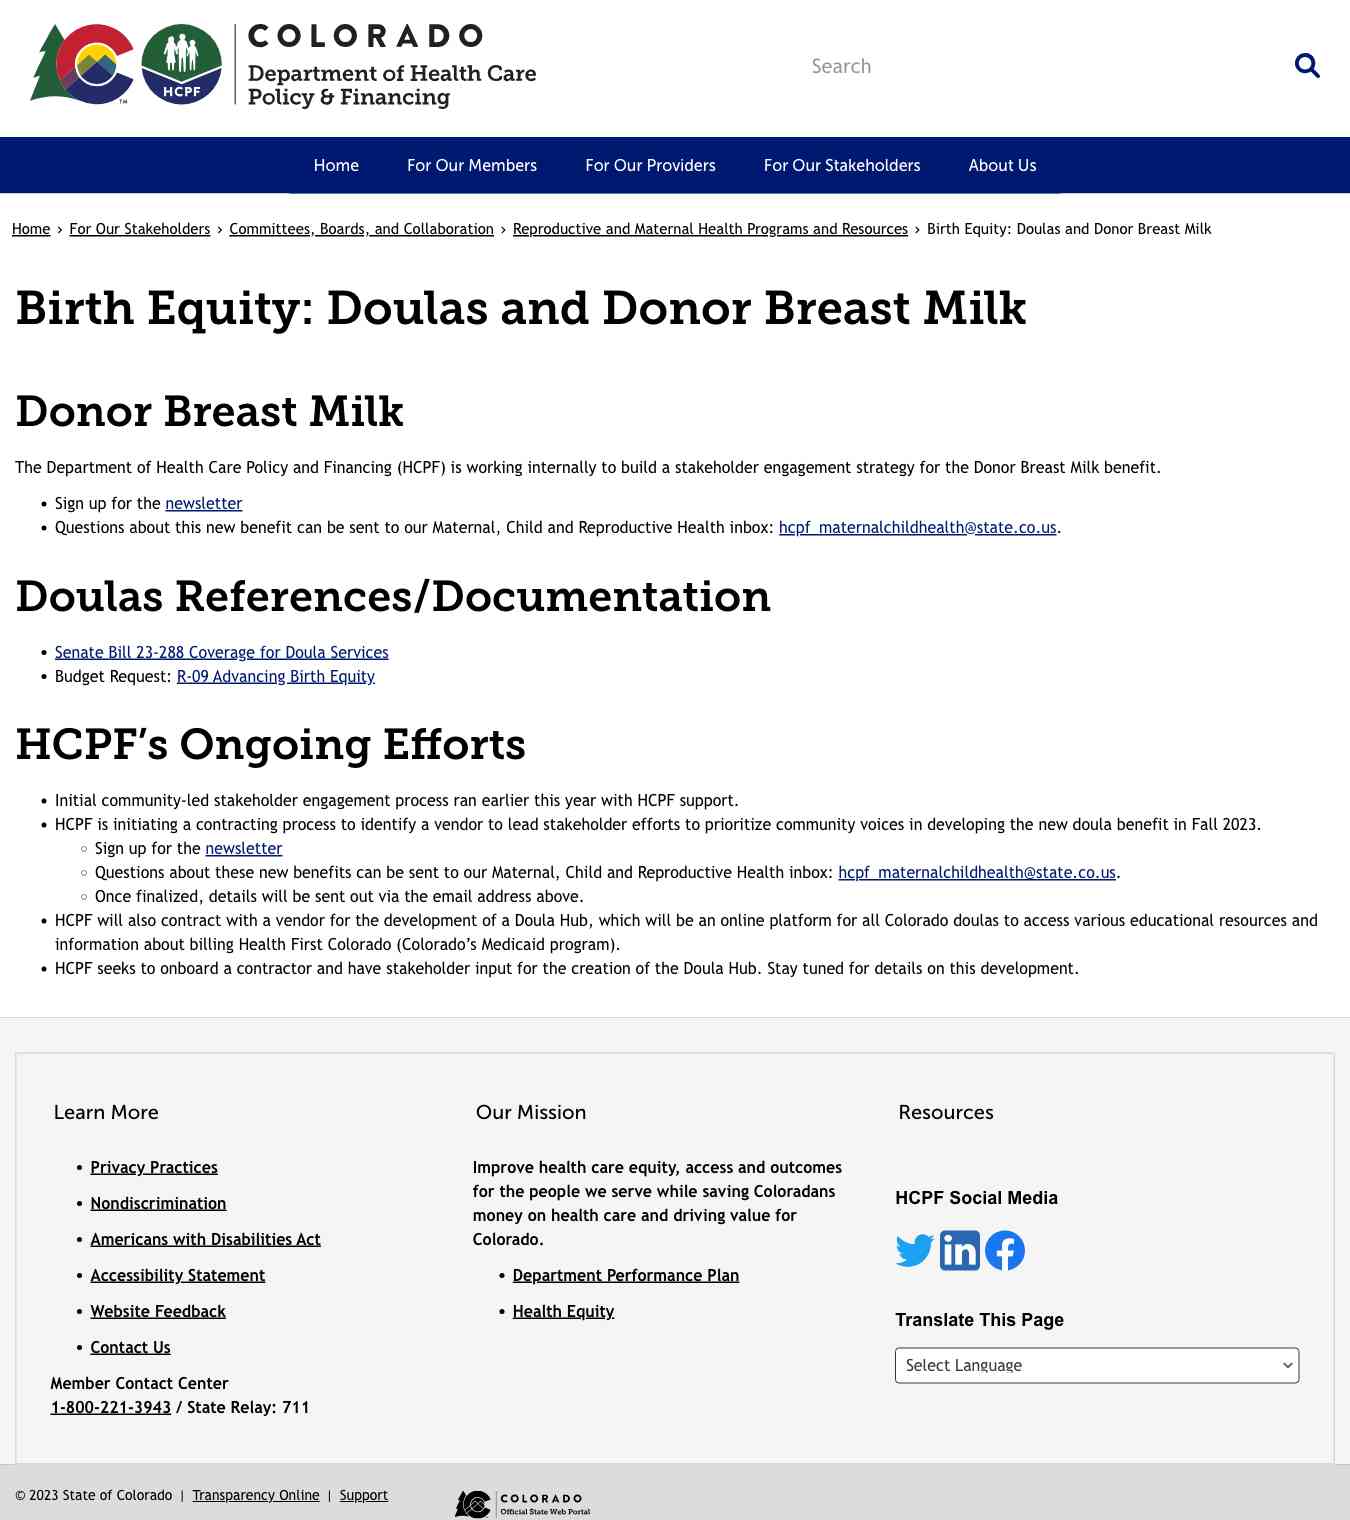 COLORADO
Department of Health Care
Policy & Financing
HCPF
TM
Search
Home
For Our Members
For Our Providers
For Our Stakeholders
About Us
Home › For Our Stakeholders › Committees, Boards, and Collaboration › Reproductive and Maternal Health Programs and Resources › Birth Equity: Doulas and Donor Breast Milk
Birth Equity: Doulas and Donor Breast Milk
Donor Breast Milk
The Department of Health Care Policy and Financing (HCPF) is working internally to build a stakeholder engagement strategy for the Donor Breast Milk benefit.
• Sign up for the newsletter
• Questions about this new benefit can be sent to our Maternal, Child and Reproductive Health inbox: hcpf_maternalchildhealth@state.co.us.
Doulas References/Documentation
• Senate Bill 23-288 Coverage for Doula Services
• Budget Request: R-09 Advancing Birth Equity
HCPF’s Ongoing Efforts
• Initial community-led stakeholder engagement process ran earlier this year with HCPF support.
• HCPF is initiating a contracting process to identify a vendor to lead stakeholder efforts to prioritize community voices in developing the new doula benefit in Fall 2023.
◦ Sign up for the newsletter
◦ Questions about these new benefits can be sent to our Maternal, Child and Reproductive Health inbox: hcpf_maternalchildhealth@state.co.us.
◦ Once finalized, details will be sent out via the email address above.
• HCPF will also contract with a vendor for the development of a Doula Hub, which will be an online platform for all Colorado doulas to access various educational resources and
information about billing Health First Colorado (Colorado’s Medicaid program).
• HCPF seeks to onboard a contractor and have stakeholder input for the creation of the Doula Hub. Stay tuned for details on this development.
Learn More
• Privacy Practices
• Nondiscrimination
• Americans with Disabilities Act
• Accessibility Statement
• Website Feedback
• Contact Us
Member Contact Center
1-800-221-3943 / State Relay: 711
Our Mission
Improve health care equity, access and outcomes
for the people we serve while saving Coloradans
money on health care and driving value for
Colorado.
• Department Performance Plan
• Health Equity
Resources
HCPF Social Media
Translate This Page
Select Language
© 2023 State of Colorado | Transparency Online | Support
COLORADO
Official State Web Portal